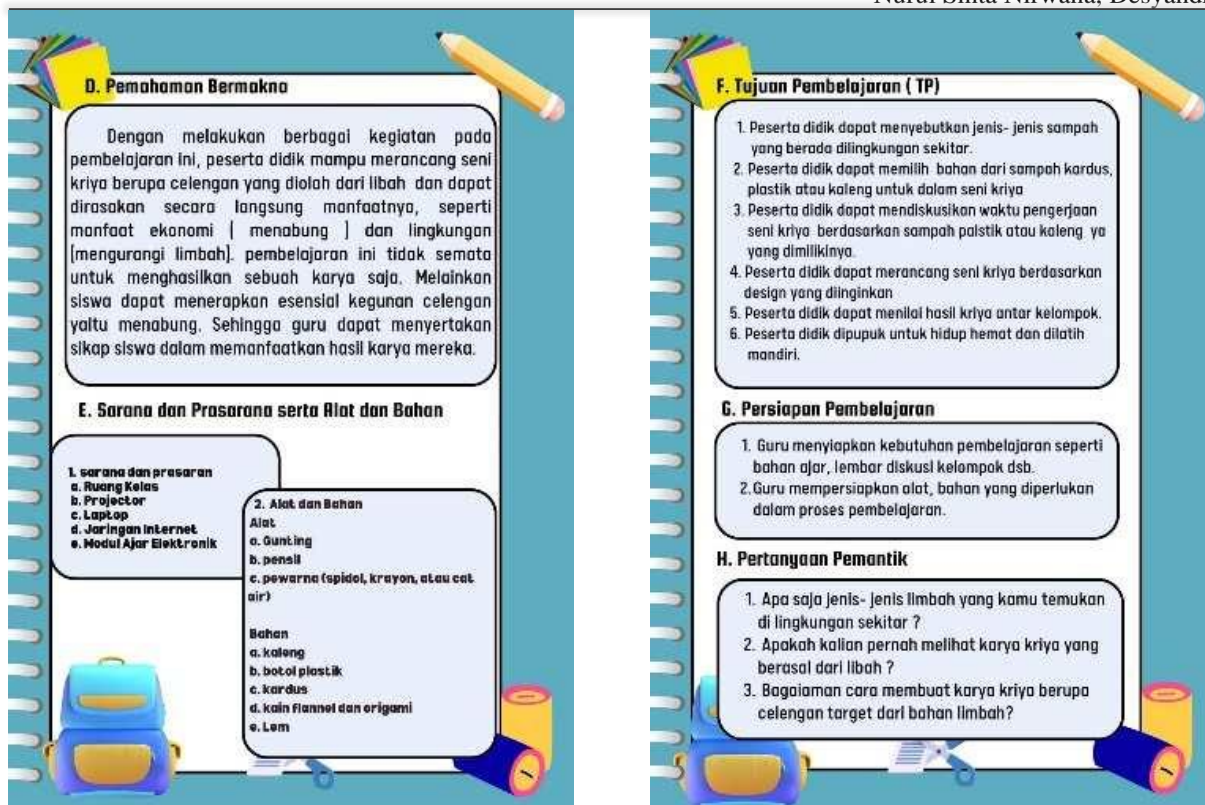 D. Pemahaman Bermakna
Dengan melakukan berbagai kegiatan pada
pembelajaran ini, peserta didik mampu merancang seni
kriya berupa celengan yang diolah dari libah dan dapat
dirasakan secara langsung manfaatnya, seperti
manfaat ekonomi ( menabung ) dan lingkungan
(mengurangi limbah). pembelajaran ini tidak semata
untuk menghasilkan sebuah karya saja. Melainkan
siswa dapat menerapkan esensial kegunan celengan
yaitu menabung. Sehingga guru dapat menyertakan
sikap siswa dalam memanfaatkan hasil karya mereka.
E. Sarana dan Prasarana serta Alat dan Bahan
1. sarana dan prasaran
a. Ruang Kelas
b. Projector
c. Laptop
d. Jaringan Internet
e. Modul Ajar Elektronik
2. Alat dan Bahan
Alat
a. Gunting
b. pensil
c. pewarna (spidol, krayon, atau cat
air)
Bahan
a. kaleng
b. botol plastik
c. kardus
d. kain flannel dan origami
e. Lem
F. Tujuan Pembelajaran ( TP)
1. Peserta didik dapat menyebutkan jenis- jenis sampah
yang berada dilingkungan sekitar.
2. Peserta didik dapat memilih bahan dari sampah kardus,
plastik atau kaleng untuk dalam seni kriya
3. Peserta didik dapat mendiskusikan waktu pengerjaan
seni kriya berdasarkan sampah palstik atau kaleng ya
yang dimilikinya.
4. Peserta didik dapat merancang seni kriya berdasarkan
design yang diinginkan
5. Peserta didik dapat menilai hasil kriya antar kelompok.
6. Peserta didik dipupuk untuk hidup hemat dan dilatih
mandiri.
G. Persiapan Pembelajaran
1. Guru menyiapkan kebutuhan pembelajaran seperti
bahan ajar, lembar diskusi kelompok dsb.
2. Guru mempersiapkan alat, bahan yang diperlukan
dalam proses pembelajaran.
H. Pertanyaan Pemantik
1. Apa saja jenis- jenis limbah yang kamu temukan
di lingkungan sekitar ?
2. Apakah kalian pernah melihat karya kriya yang
berasal dari libah ?
3. Bagaiaman cara membuat karya kriya berupa
celengan target dari bahan limbah?